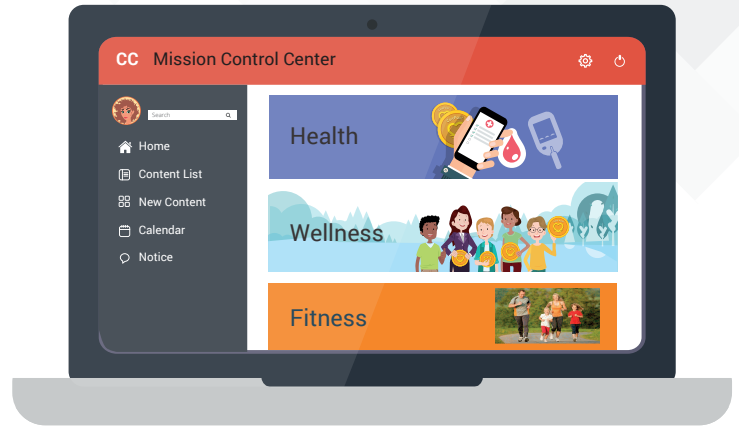 CC Mission Control Center
Search
Home
Content List
New Content
Calendar
Notice
Health
Wellness
Fitness